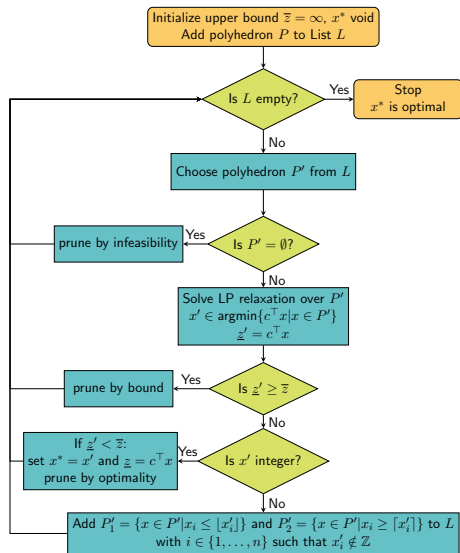 Initialize upper bound z̅ = ∞, x* void
Add polyhedron P to List L
Is L empty?
Yes
Stop
x* is optimal
No
Choose polyhedron P′ from L
Is P′ = ∅?
Yes
prune by infeasibility
No
Solve LP relaxation over P′
x′ ∈ argmin{c⊤x|x ∈ P′}
z̲′ = c⊤x
Is z̲′ ≥ z̅
Yes
prune by bound
No
Is x′ integer?
Yes
If z̲′ < z̅:
set x* = x′ and z̲ = c⊤x
prune by optimality
No
Add P′₁ = {x ∈ P′|xᵢ ≤ ⌊x′ᵢ⌋} and P′₂ = {x ∈ P′|xᵢ ≥ ⌈x′ᵢ⌉} to L
with i ∈ {1, . . . , n} such that x′ᵢ ∉ ℤ